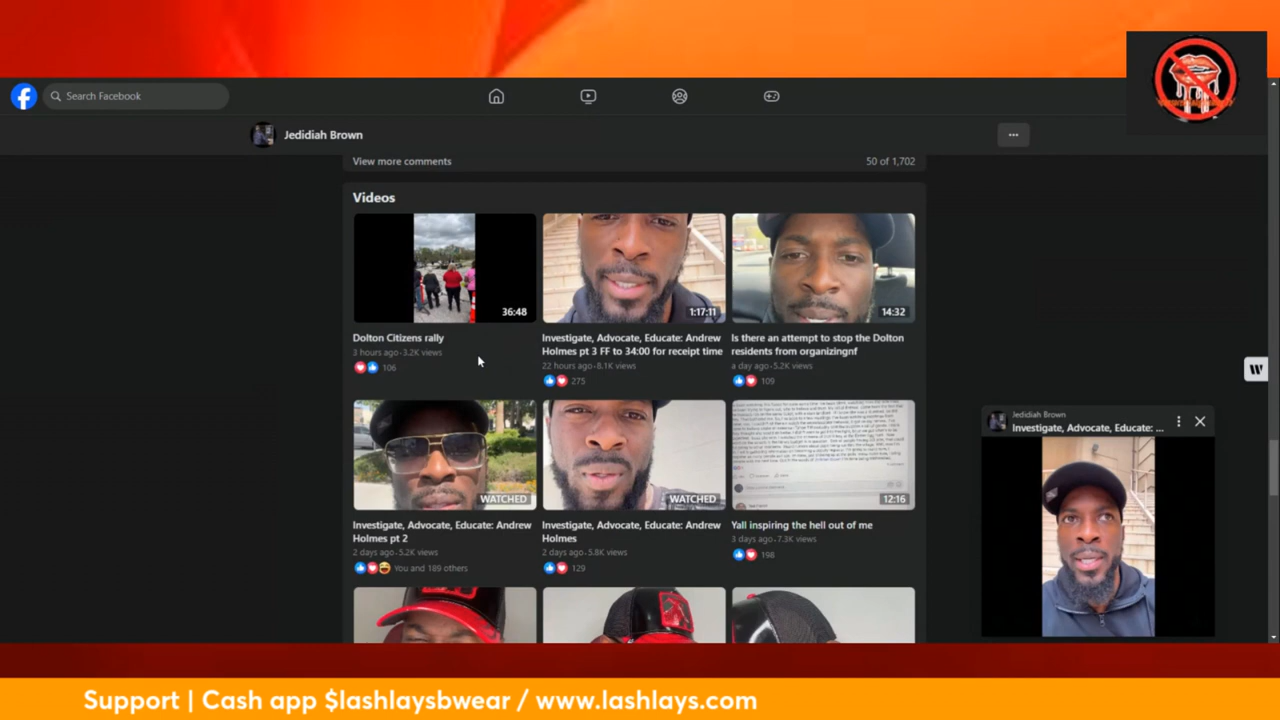 Search Facebook
Jedidiah Brown
View more comments
50 of 1,702
Videos
36:48
1:17:11
14:32
Dolton Citizens rally
3 hours ago · 3.2K views
106
Investigate, Advocate, Educate: Andrew
Holmes pt 3 FF to 34:00 for receipt time
22 hours ago · 8.1K views
275
Is there an attempt to stop the Dolton
residents from organizingnf
a day ago · 5.2K views
109
WATCHED
WATCHED
12:16
Investigate, Advocate, Educate: Andrew
Holmes pt 2
2 days ago · 5.2K views
You and 189 others
Investigate, Advocate, Educate: Andrew
Holmes
2 days ago · 5.8K views
129
Yall inspiring the hell out of me
3 days ago · 7.3K views
198
W
Jedidiah Brown
Investigate, Advocate, Educate: ...
Support | Cash app $lashlaysbwear / www.lashlays.com